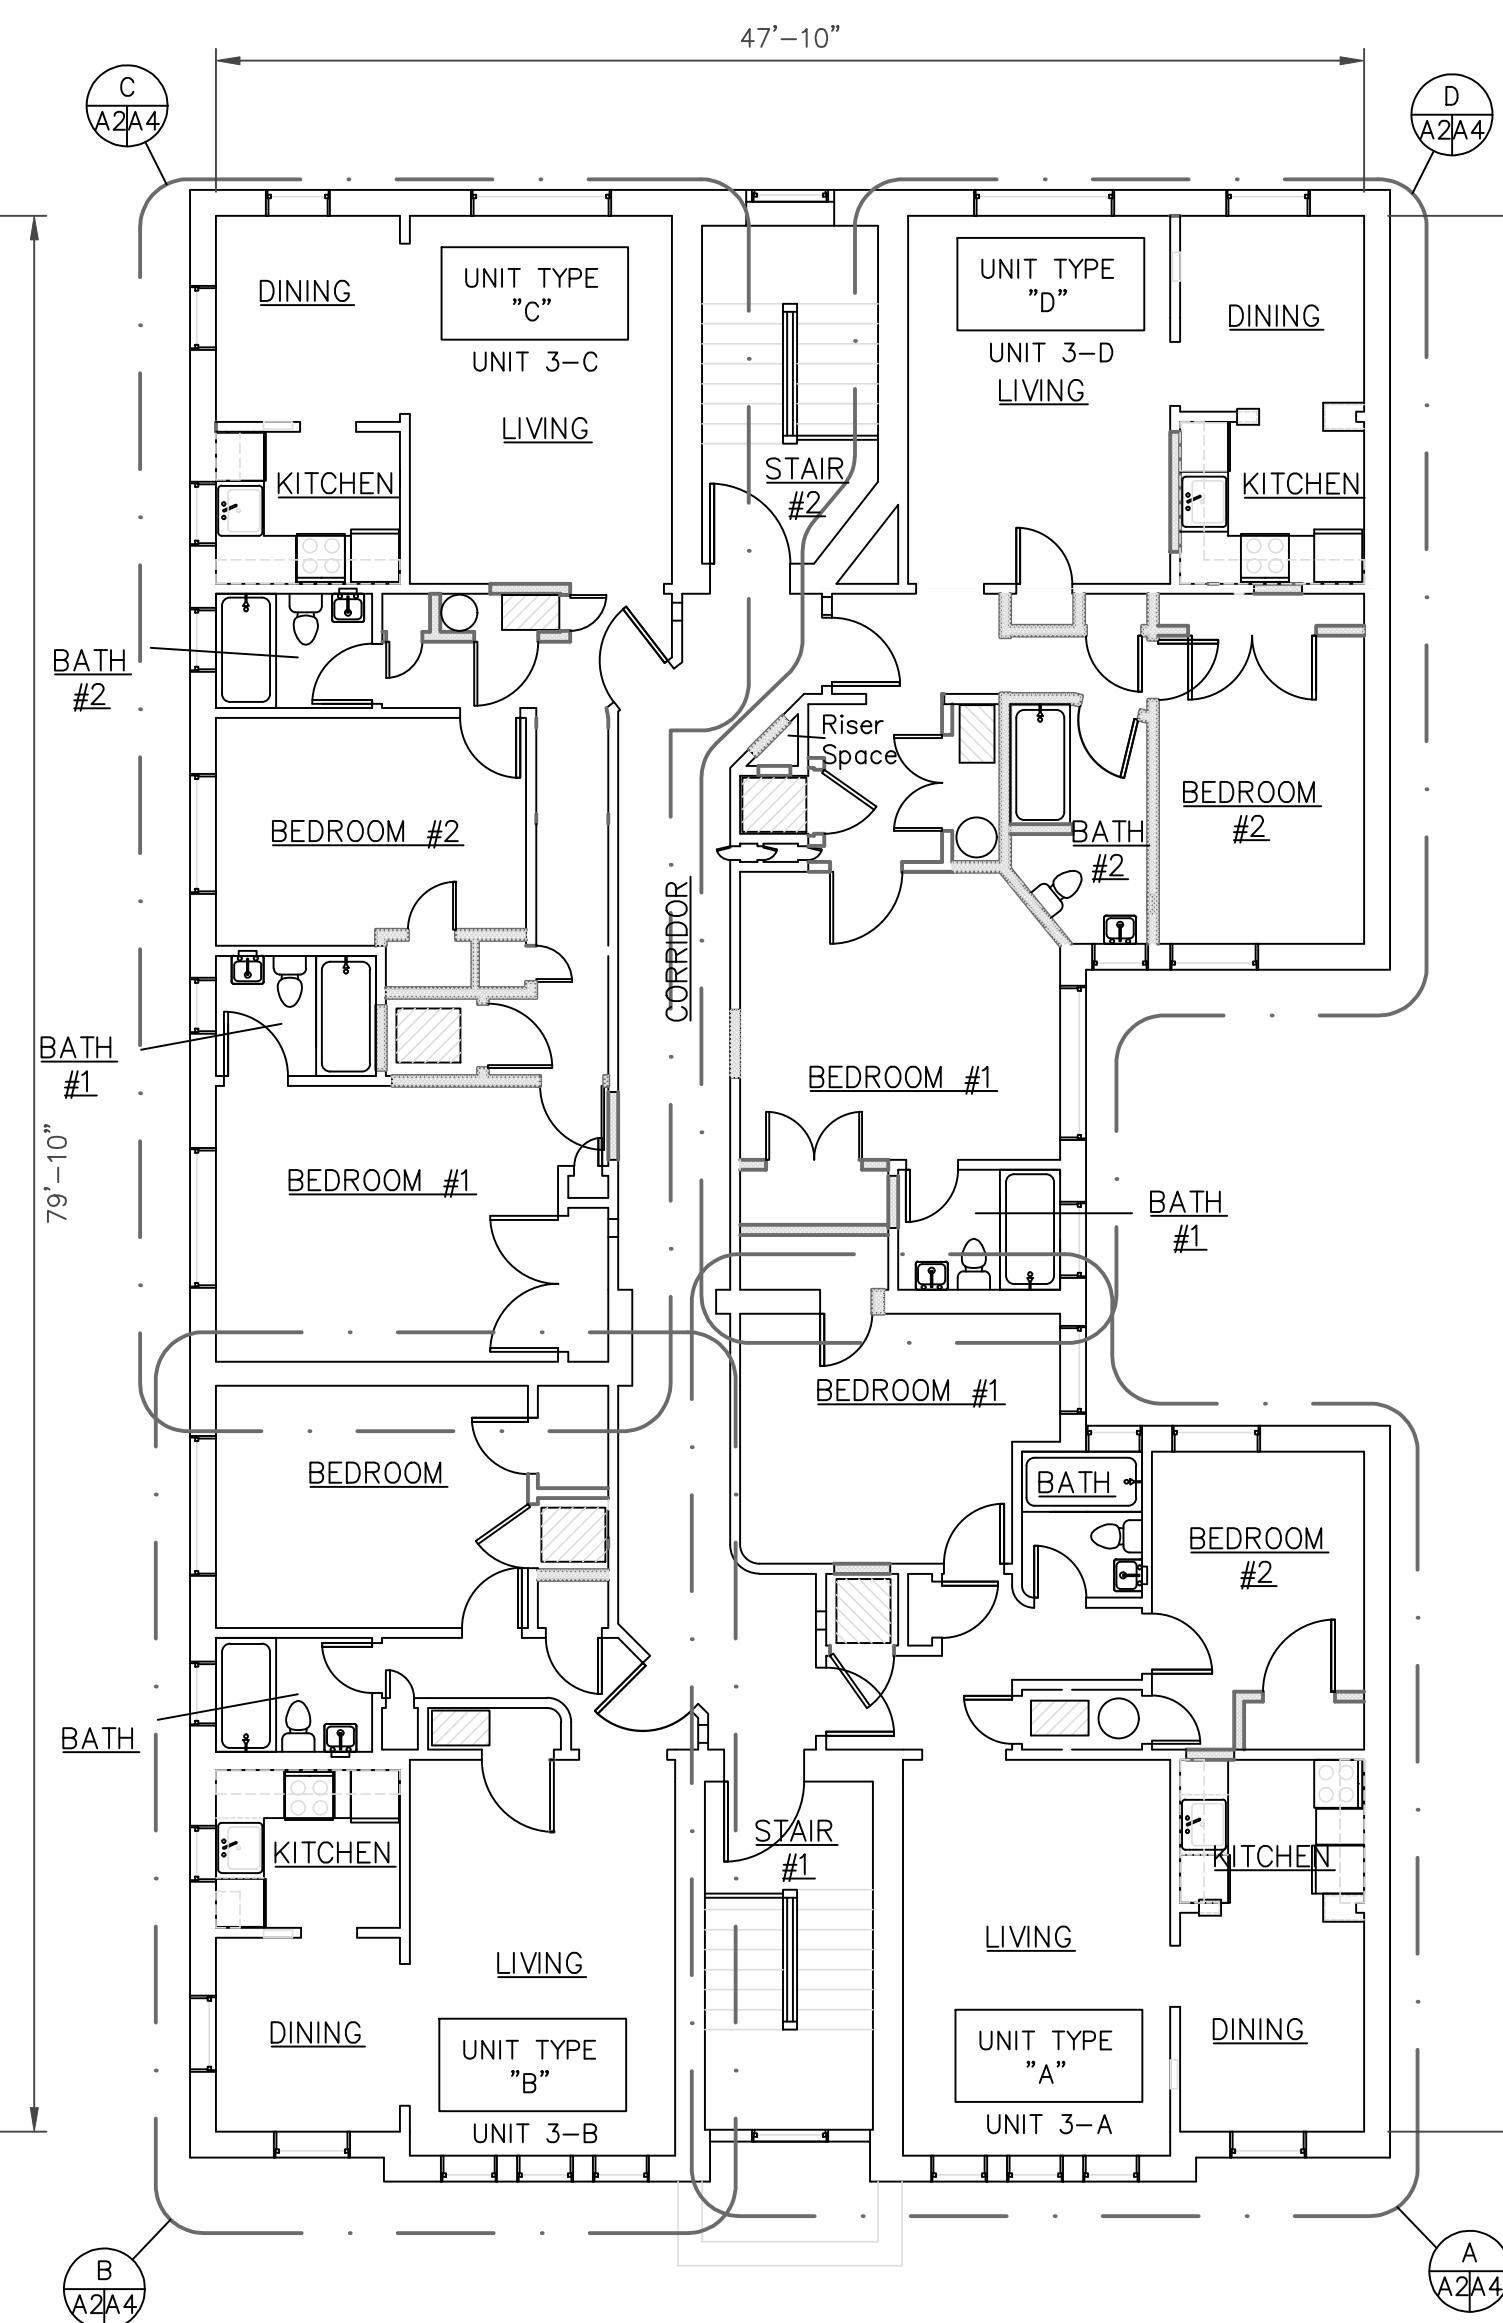 47'-10"
C
A2 A4
D
A2 A4
DINING
UNIT TYPE
"C"
UNIT 3-C
LIVING
UNIT TYPE
"D"
UNIT 3-D
LIVING
DINING
KITCHEN
STAIR
#2
KITCHEN
BATH
#2
Riser
Space
BEDROOM #2
BEDROOM
#2
BATH
#2
CORRIDOR
BATH
#1
BEDROOM #1
79'-10"
BEDROOM #1
BATH
#1
BEDROOM #1
BEDROOM
BATH
BEDROOM
#2
BATH
KITCHEN
STAIR
#1
KITCHEN
LIVING
LIVING
DINING
UNIT TYPE
"B"
UNIT 3-B
UNIT TYPE
"A"
UNIT 3-A
DINING
B
A2 A4
A
A2 A4